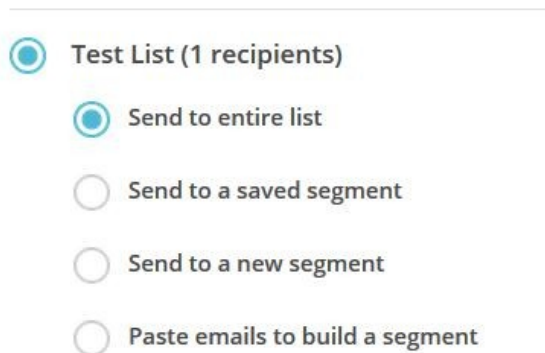 Test List (1 recipients)
Send to entire list
Send to a saved segment
Send to a new segment
Paste emails to build a segment